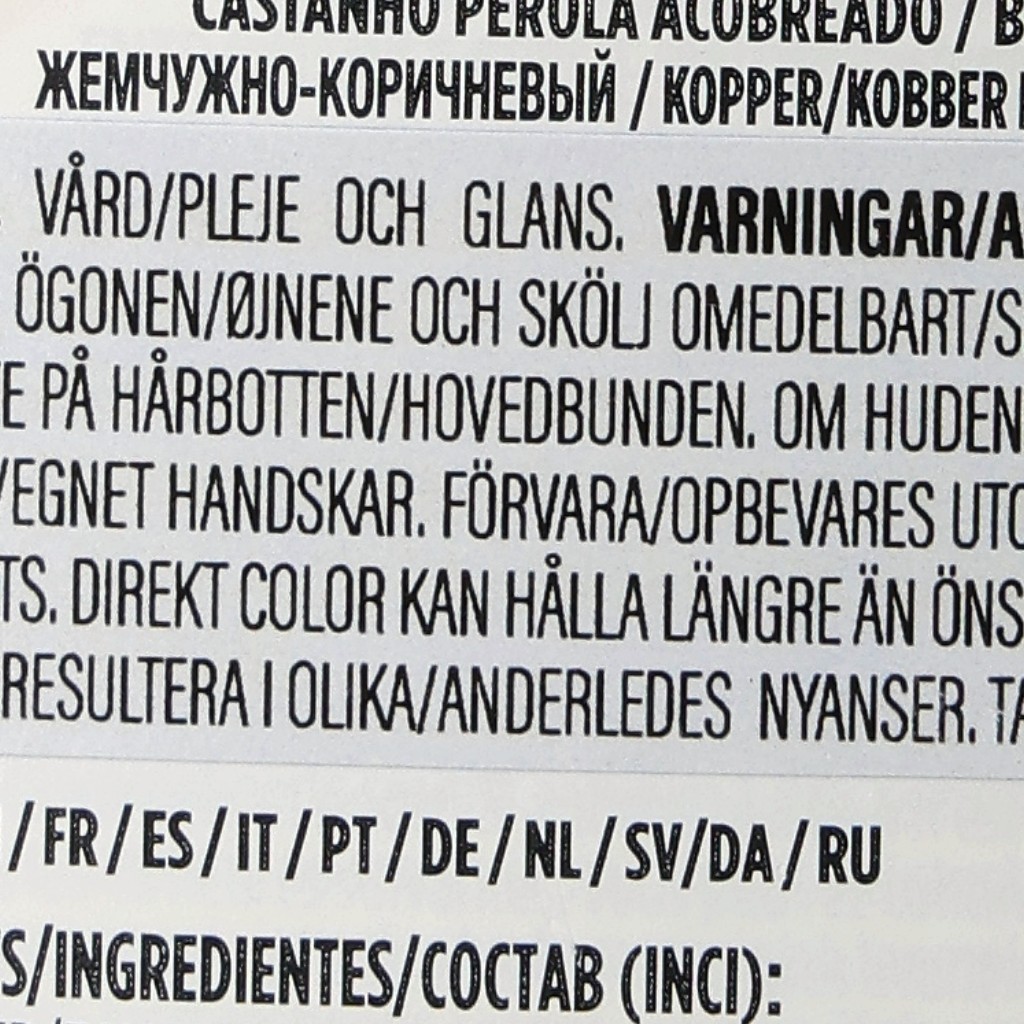 CASTANHO PÉROLA ACOBREADO / B
ЖЕМЧУЖНО-КОРИЧНЕВЫЙ / KOPPER/KOBBER
VÅRD/PLEJE OCH GLANS. VARNINGAR/A
ÖGONEN/ØJNENE OCH SKÖLJ OMEDELBART/S
E PÅ HÅRBOTTEN/HOVEDBUNDEN. OM HUDEN
/EGNET HANDSKAR. FÖRVARA/OPBEVARES UTO
TS. DIREKT COLOR KAN HÅLLA LÄNGRE ÄN ÖNS
RESULTERA I OLIKA/ANDERLEDES NYANSER. TA
/ FR / ES / IT / PT / DE / NL / SV/DA / RU
S/INGREDIENTES/СОСТАВ (INCI):